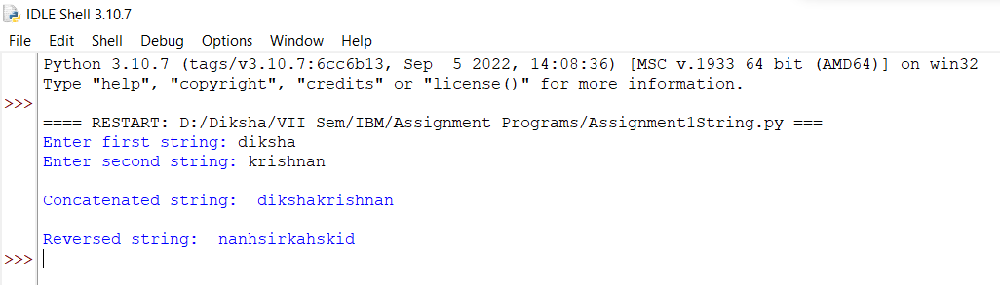 IDLE Shell 3.10.7
File Edit Shell Debug Options Window Help
Python 3.10.7 (tags/v3.10.7:6cc6b13, Sep  5 2022, 14:08:36) [MSC v.1933 64 bit (AMD64)] on win32
Type "help", "copyright", "credits" or "license()" for more information.
>>>
==== RESTART: D:/Diksha/VII Sem/IBM/Assignment Programs/Assignment1String.py ===
Enter first string: diksha
Enter second string: krishnan
Concatenated string:  dikshakrishnan
Reversed string:  nanhsirkahskid
>>>